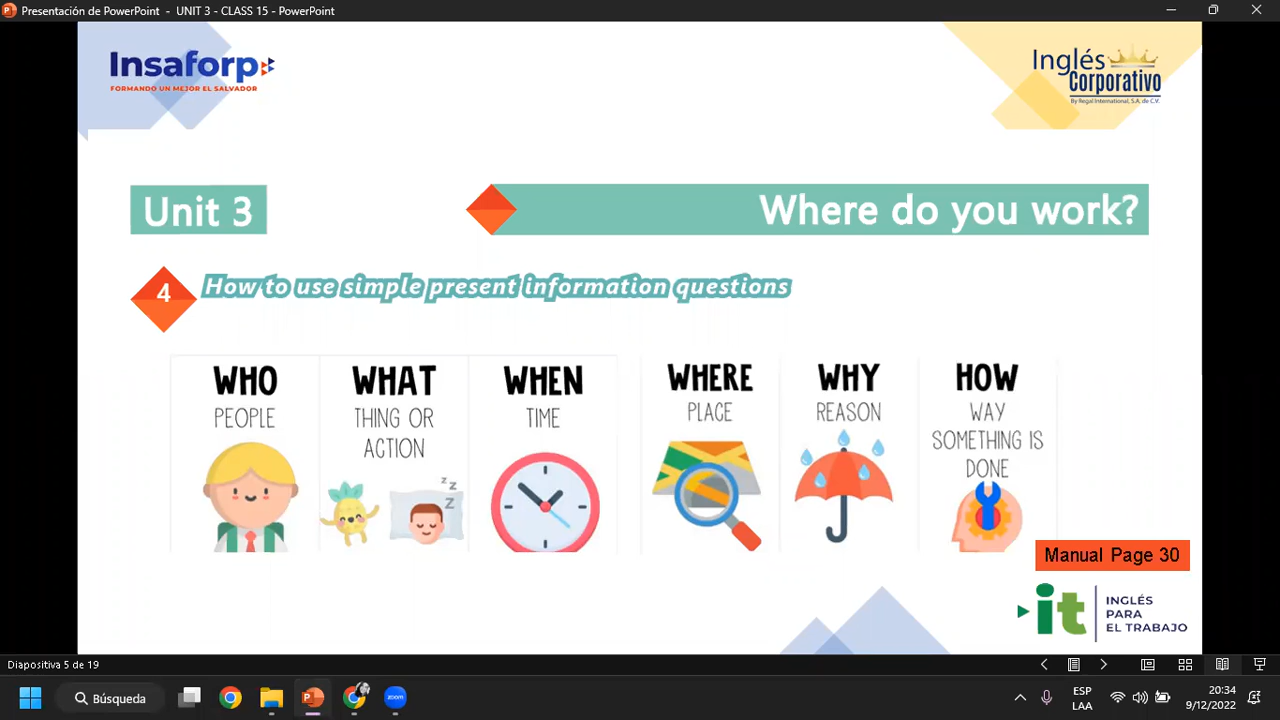 Presentación de PowerPoint - UNIT 3 - CLASS 15 - PowerPoint
Insaforp
FORMANDO UN MEJOR EL SALVADOR
Inglés
Corporativo
By Regal International, S.A. de C.V.
Unit 3
Where do you work?
4
How to use simple present information questions
WHO
PEOPLE
WHAT
THING OR
ACTION
z z
z
WHEN
TIME
WHERE
PLACE
WHY
REASON
HOW
WAY
SOMETHING IS
DONE
Manual Page 30
it
INGLÉS
PARA
EL TRABAJO
Diapositiva 5 de 19
Búsqueda
zoom
ESP
LAA
20:34
9/12/2022